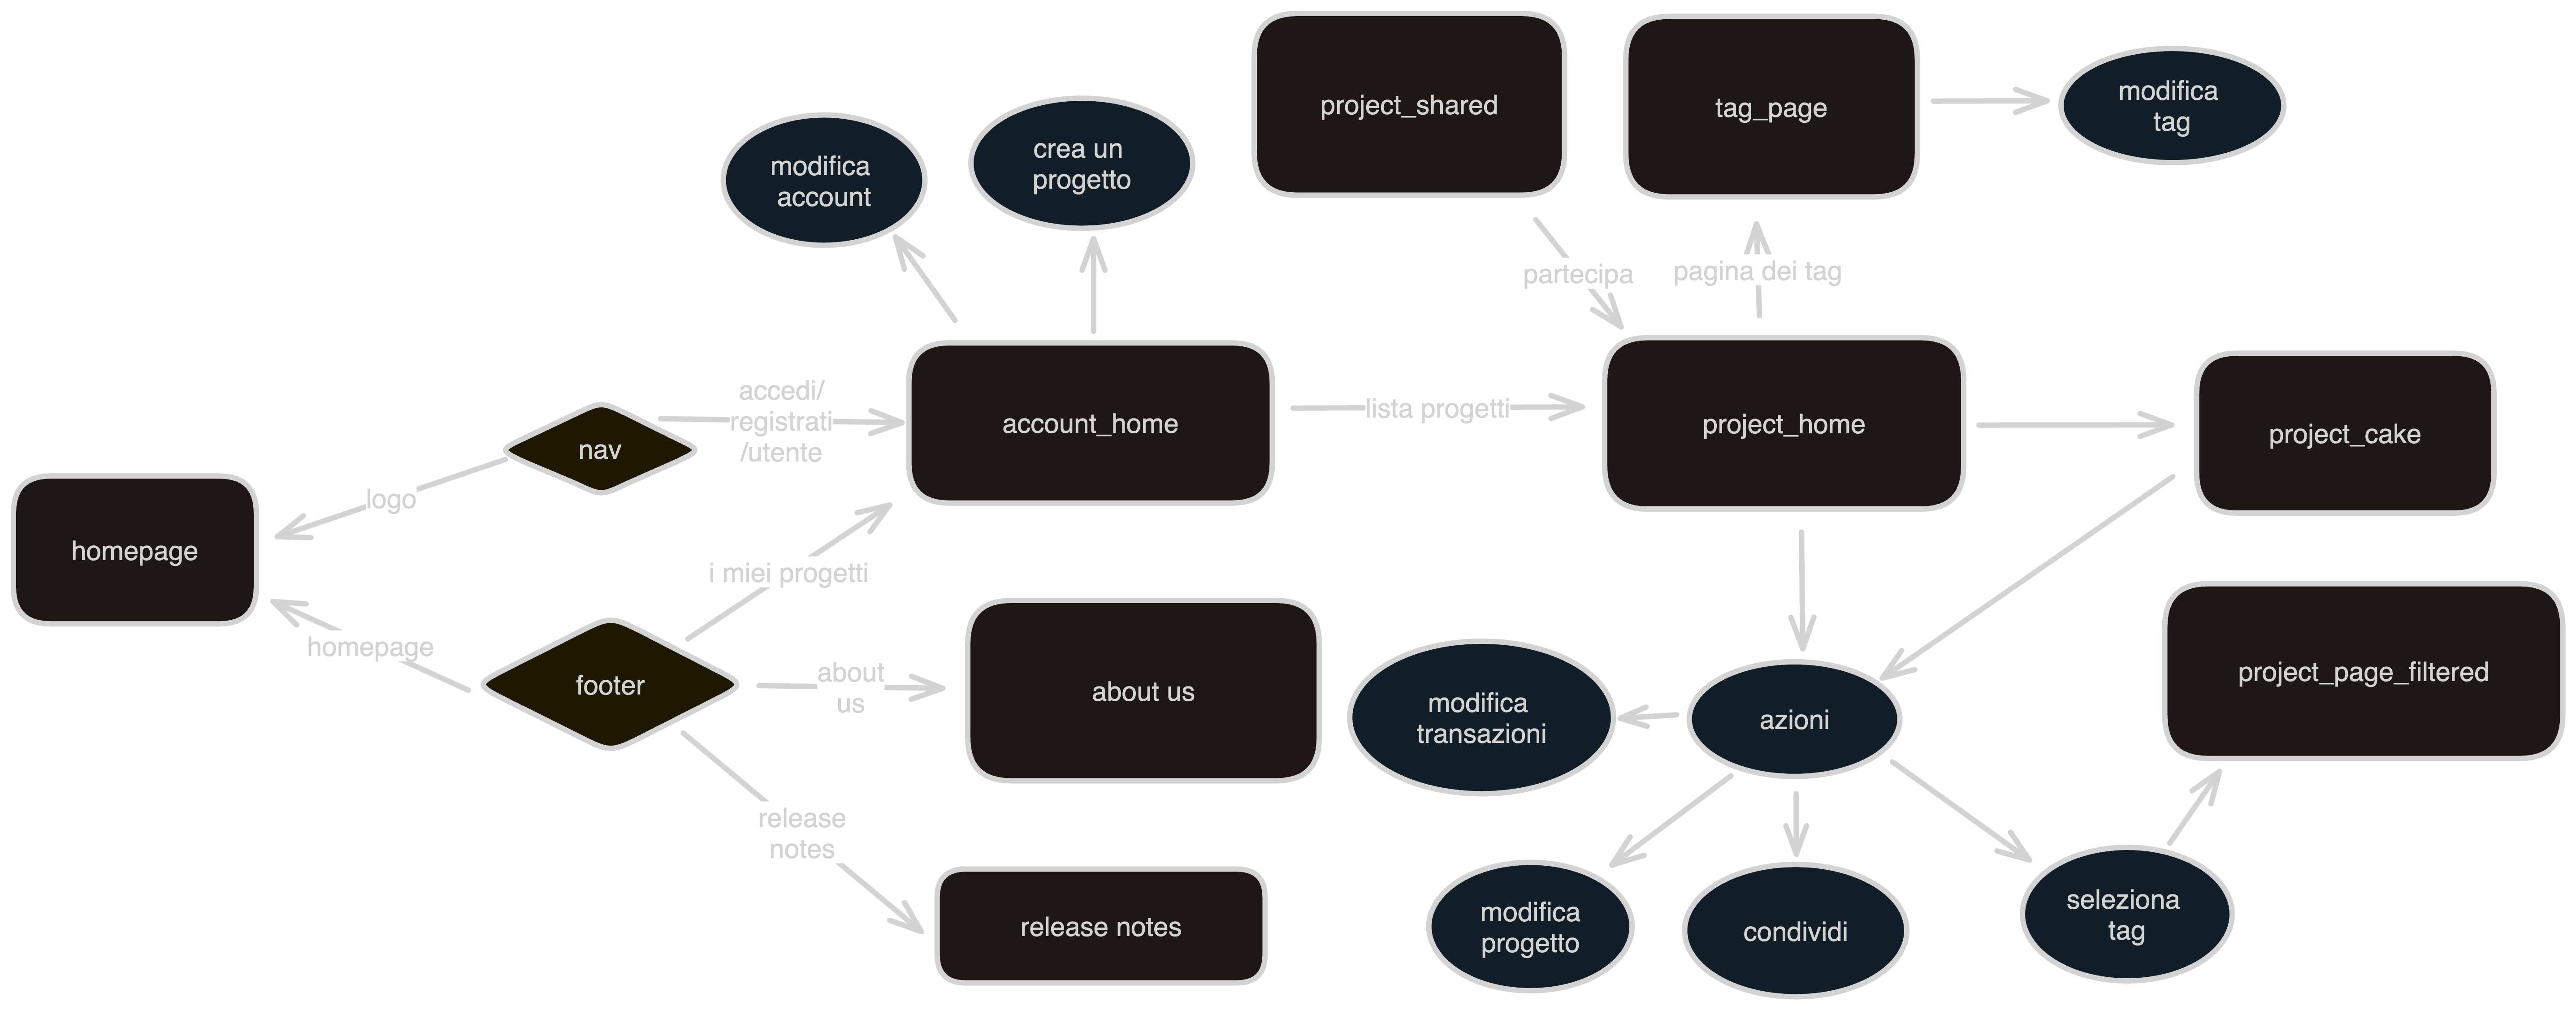 project_shared
tag_page
modifica
tag
modifica
account
crea un
progetto
partecipa
pagina dei tag
accedi/
registrati
/utente
account_home
lista progetti
project_home
project_cake
nav
logo
homepage
i miei progetti
homepage
footer
about
us
about us
modifica
transazioni
azioni
project_page_filtered
release
notes
release notes
modifica
progetto
condividi
seleziona
tag